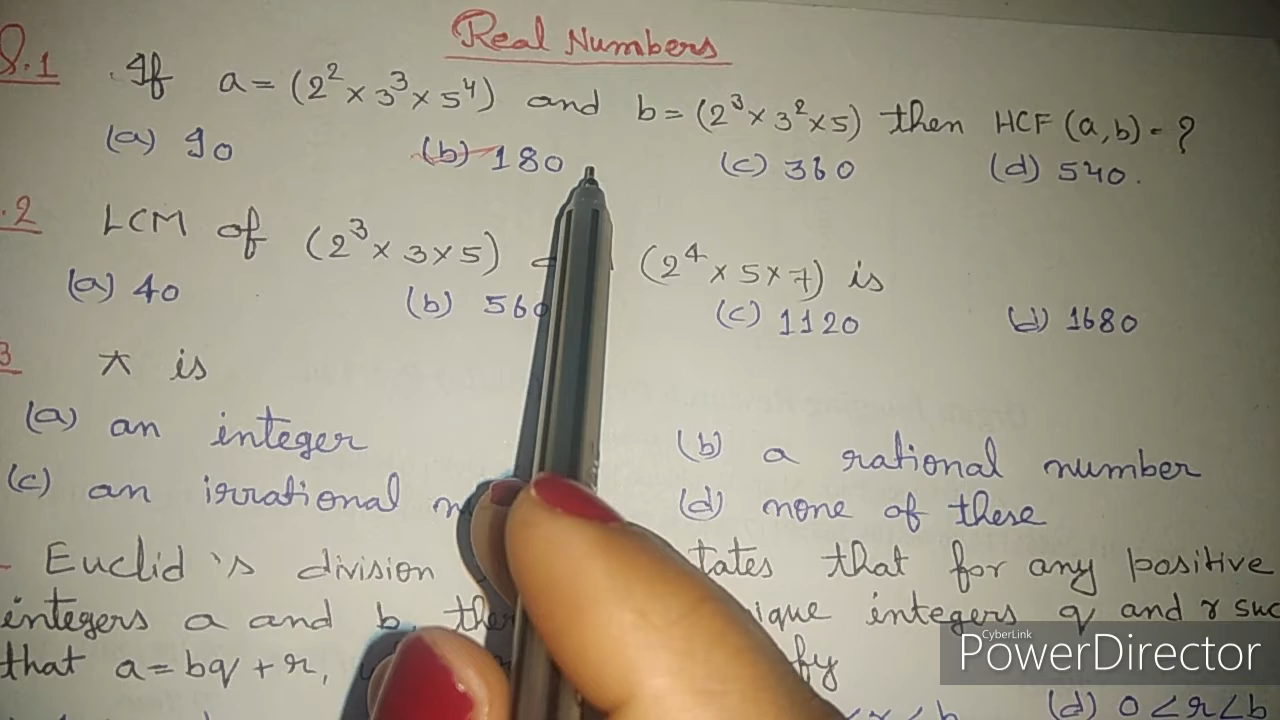 Real Numbers
Q.1 If a = (2² × 3³ × 5⁴) and b = (2³ × 3² × 5) then HCF (a, b) = ?
(a) 90 (b) 180 (c) 360 (d) 540.
.2 LCM of (2³ × 3 × 5) (2⁴ × 5 × 7) is
(a) 40 (b) 560 (c) 1120 (d) 1680
3 π is
(a) an integer (b) a rational number
(c) an irrational (d) none of these
Euclid's division tates that for any positive
integers a and b, integers q and r suc
that a = bq + r,
(d) 0 < r < b
CyberLink
PowerDirector